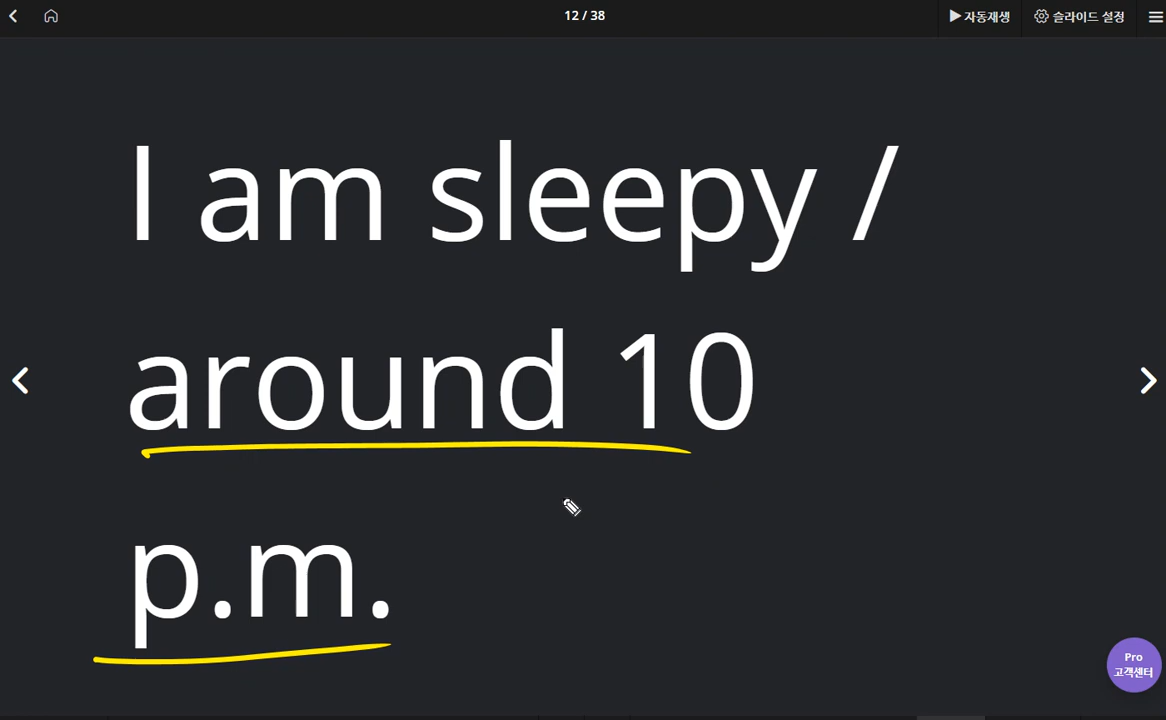 12 / 38
▶ 자동재생
슬라이드 설정
I am sleepy /
around 10
p.m.
Pro
고객센터